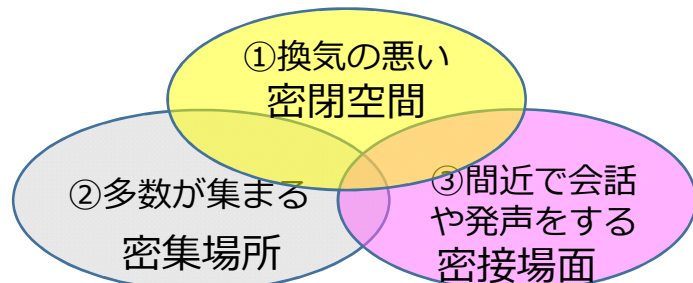 ①換気の悪い
密閉空間
②多数が集まる
密集場所
③間近で会話
や発声をする
密接場面